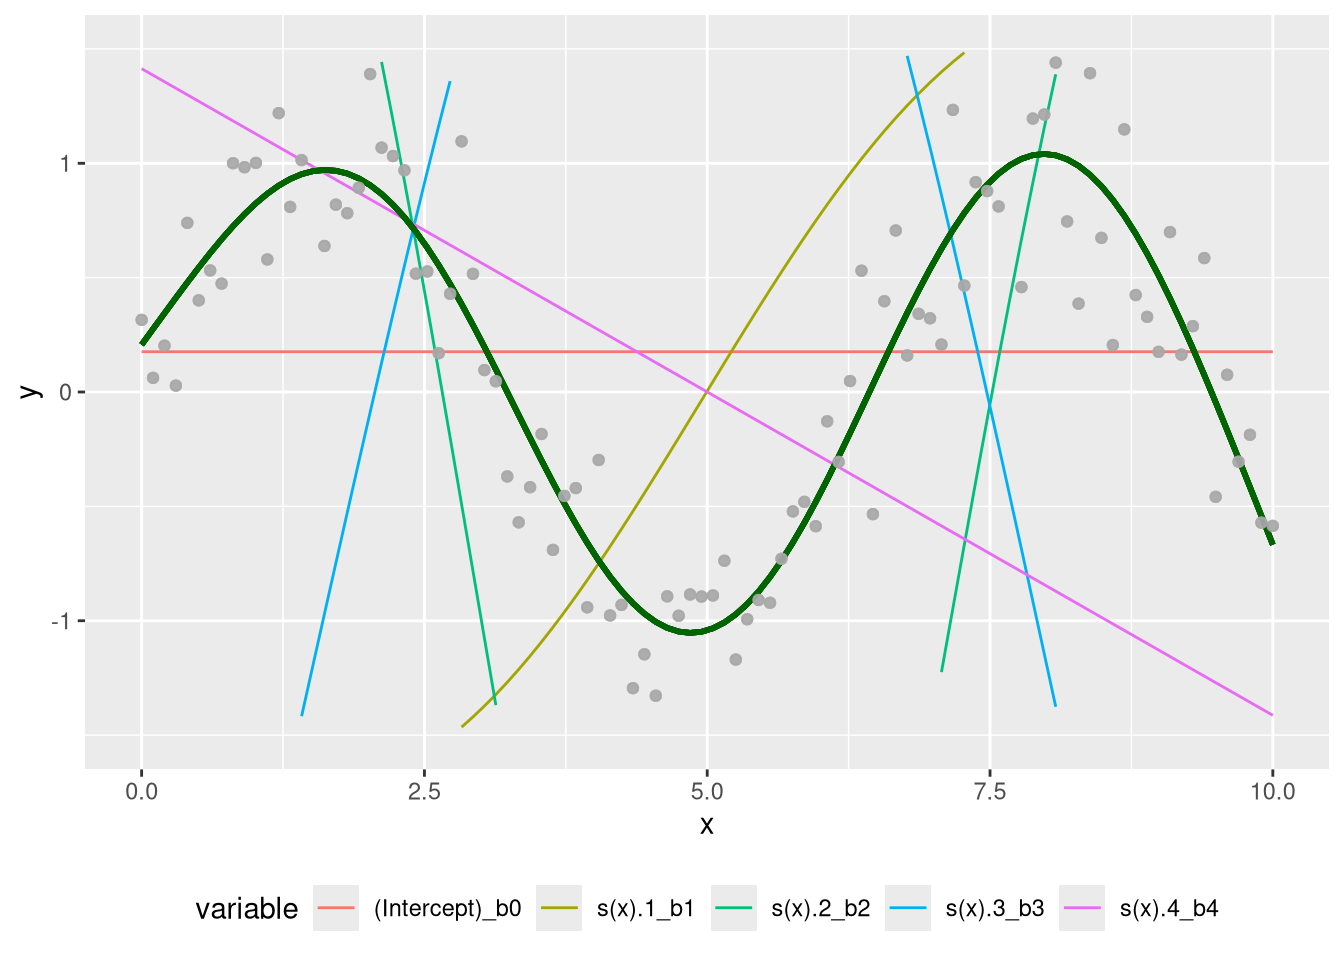 1
0
-1
y
0.0 2.5 5.0 7.5 10.0
x
variable (Intercept)_b0 s(x).1_b1 s(x).2_b2 s(x).3_b3 s(x).4_b4